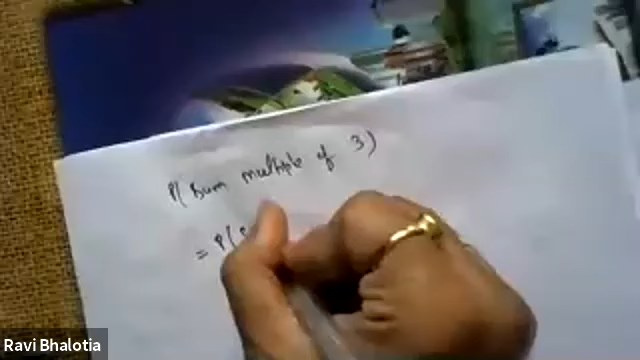 P( Sum multiple of 3)
= P(
Ravi Bhalotia